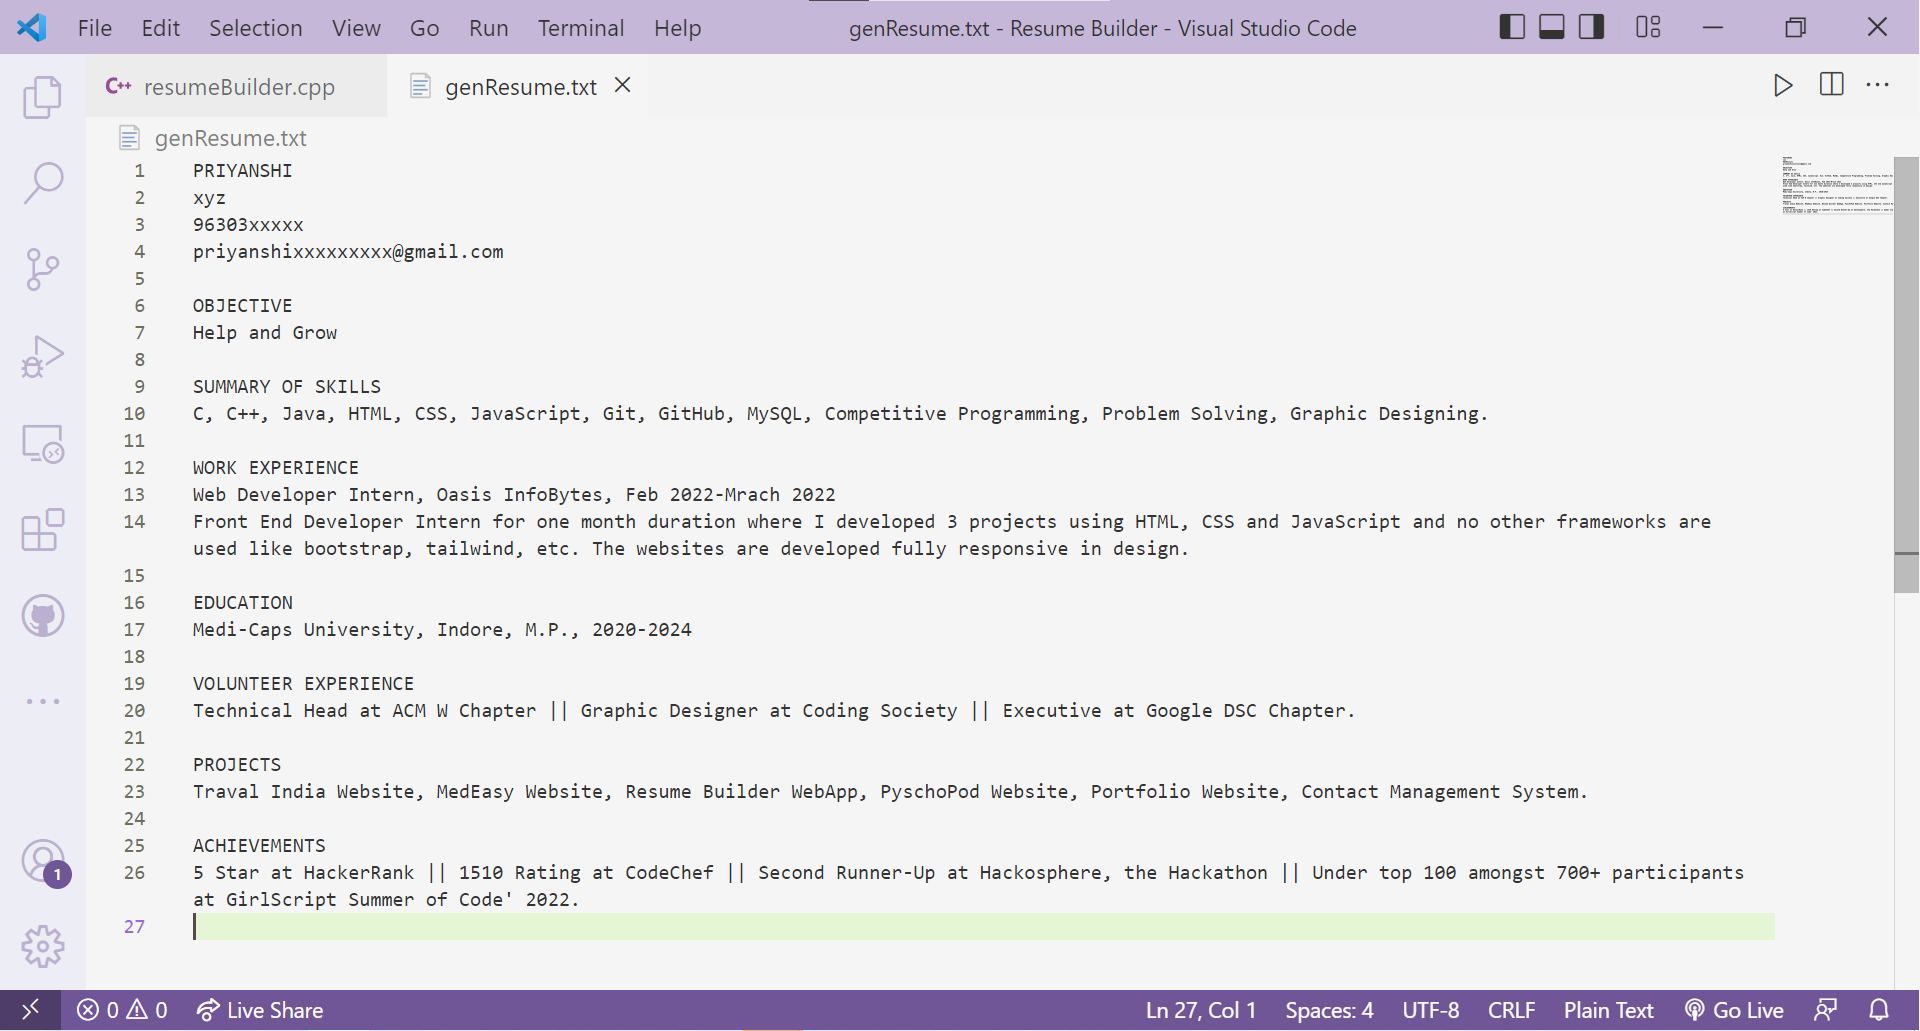 File Edit Selection View Go Run Terminal Help genResume.txt - Resume Builder - Visual Studio Code
C++ resumeBuilder.cpp genResume.txt
genResume.txt
1 PRIYANSHI
2 xyz
3 96303xxxxx
4 priyanshixxxxxxxxx@gmail.com
5
6 OBJECTIVE
7 Help and Grow
8
9 SUMMARY OF SKILLS
10 C, C++, Java, HTML, CSS, JavaScript, Git, GitHub, MySQL, Competitive Programming, Problem Solving, Graphic Designing.
11
12 WORK EXPERIENCE
13 Web Developer Intern, Oasis InfoBytes, Feb 2022-Mrach 2022
14 Front End Developer Intern for one month duration where I developed 3 projects using HTML, CSS and JavaScript and no other frameworks are
used like bootstrap, tailwind, etc. The websites are developed fully responsive in design.
15
16 EDUCATION
17 Medi-Caps University, Indore, M.P., 2020-2024
18
19 VOLUNTEER EXPERIENCE
20 Technical Head at ACM W Chapter || Graphic Designer at Coding Society || Executive at Google DSC Chapter.
21
22 PROJECTS
23 Traval India Website, MedEasy Website, Resume Builder WebApp, PyschoPod Website, Portfolio Website, Contact Management System.
24
25 ACHIEVEMENTS
26 5 Star at HackerRank || 1510 Rating at CodeChef || Second Runner-Up at Hackosphere, the Hackathon || Under top 100 amongst 700+ participants
at GirlScript Summer of Code' 2022.
27
1
0 0 Live Share Ln 27, Col 1 Spaces: 4 UTF-8 CRLF Plain Text Go Live